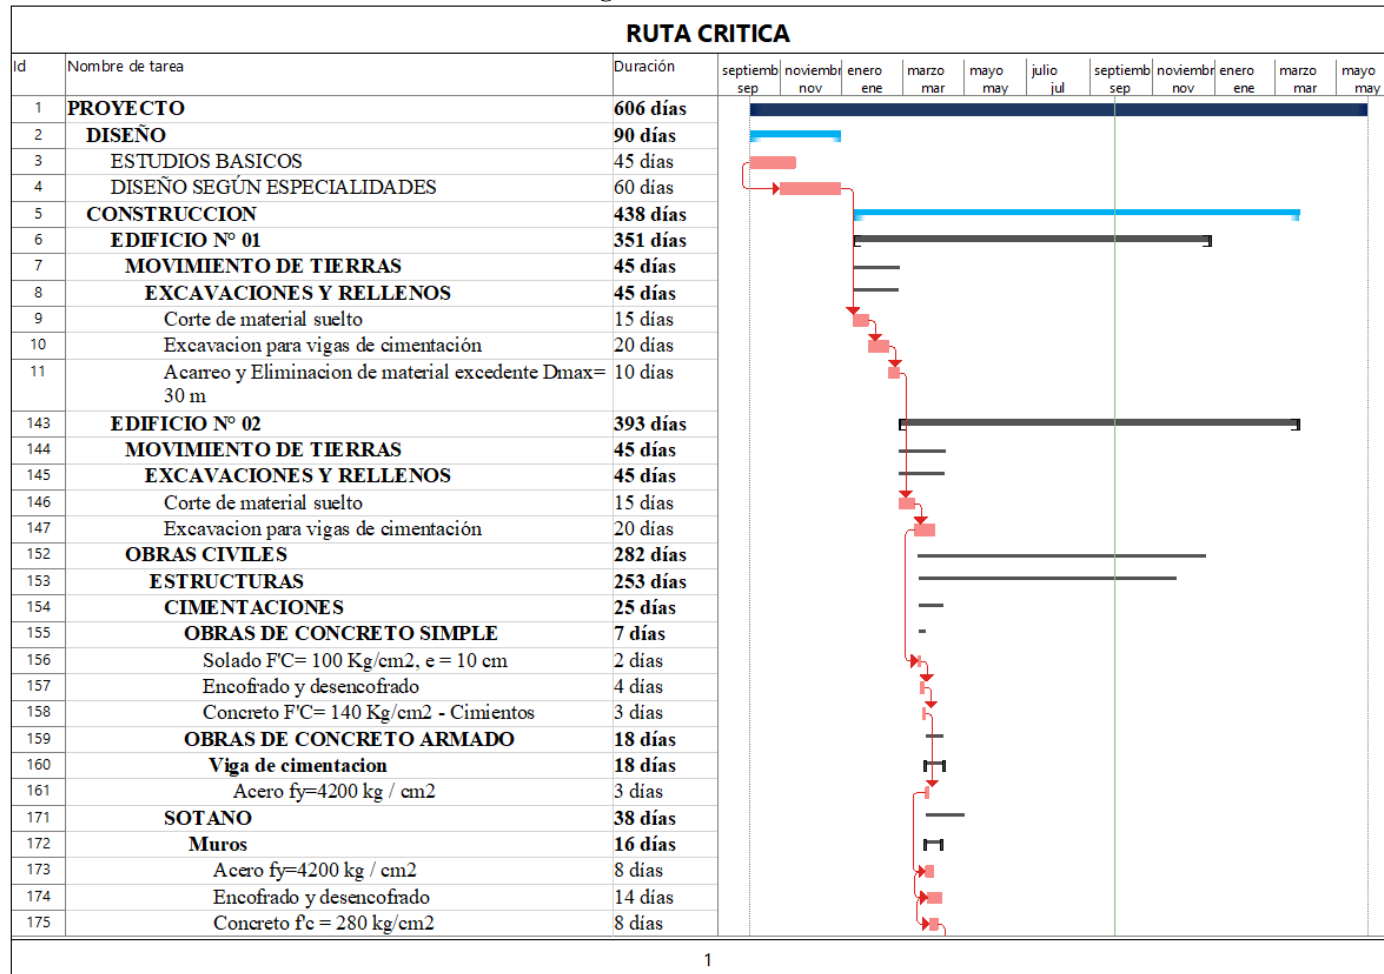 RUTA CRITICA
Id Nombre de tarea Duración septiemb noviembr enero marzo mayo julio septiemb noviembr enero marzo mayo
sep nov ene mar may jul sep nov ene mar may
1 PROYECTO 606 días
2 DISEÑO 90 días
3 ESTUDIOS BASICOS 45 días
4 DISEÑO SEGÚN ESPECIALIDADES 60 días
5 CONSTRUCCION 438 días
6 EDIFICIO N° 01 351 días
7 MOVIMIENTO DE TIERRAS 45 días
8 EXCAVACIONES Y RELLENOS 45 días
9 Corte de material suelto 15 días
10 Excavacion para vigas de cimentación 20 días
11 Acarreo y Eliminacion de material excedente Dmax= 10 días
30 m
143 EDIFICIO N° 02 393 días
144 MOVIMIENTO DE TIERRAS 45 días
145 EXCAVACIONES Y RELLENOS 45 días
146 Corte de material suelto 15 días
147 Excavacion para vigas de cimentación 20 días
152 OBRAS CIVILES 282 días
153 ESTRUCTURAS 253 días
154 CIMENTACIONES 25 días
155 OBRAS DE CONCRETO SIMPLE 7 días
156 Solado F'C= 100 Kg/cm2, e = 10 cm 2 días
157 Encofrado y desencofrado 4 días
158 Concreto F'C= 140 Kg/cm2 - Cimientos 3 días
159 OBRAS DE CONCRETO ARMADO 18 días
160 Viga de cimentacion 18 días
161 Acero fy=4200 kg / cm2 3 días
171 SOTANO 38 días
172 Muros 16 días
173 Acero fy=4200 kg / cm2 8 días
174 Encofrado y desencofrado 14 días
175 Concreto f'c = 280 kg/cm2 8 días
1